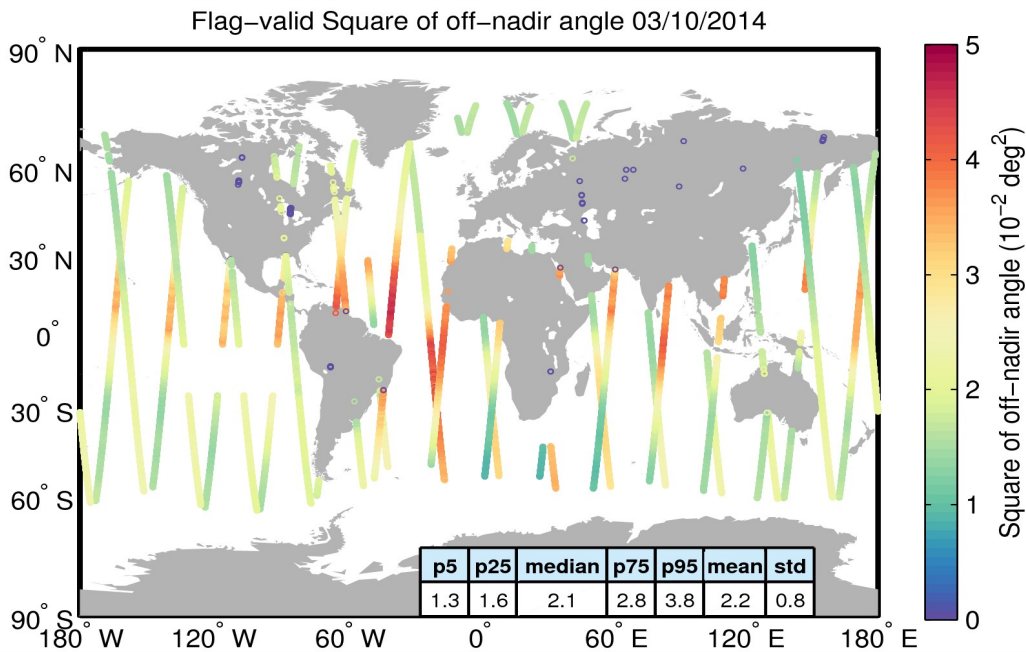 Flag−valid Square of off−nadir angle 03/10/2014
90° N
60° N
30° N
0°
30° S
60° S
90° S
180° W
120° W
60° W
0°
60° E
120° E
180° E
p5 p25 median p75 p95 mean std
1.3 1.6 2.1 2.8 3.8 2.2 0.8
5
4
3
2
1
0
Square of off−nadir angle (10⁻² deg²)